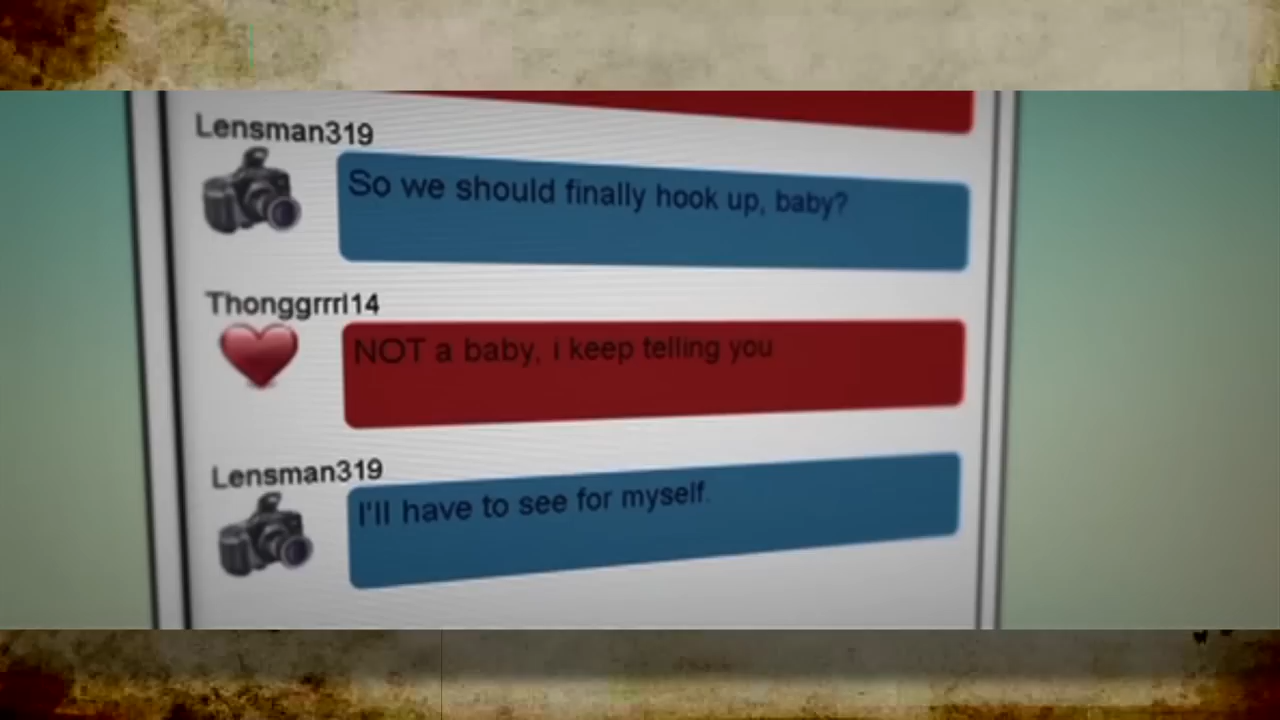 Lensman319
So we should finally hook up, baby?
Thonggrrrl14
NOT a baby, i keep telling you
Lensman319
I'll have to see for myself.